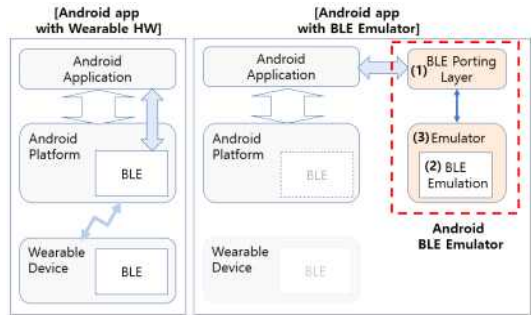 [Android app
with Wearable HW]
Android
Application
Android
Platform
BLE
Wearable
Device
BLE
[Android app
with BLE Emulator]
Android
Application
(1) BLE Porting
Layer
Android
Platform
BLE
(3) Emulator
(2) BLE
Emulation
Wearable
Device
BLE
Android
BLE Emulator